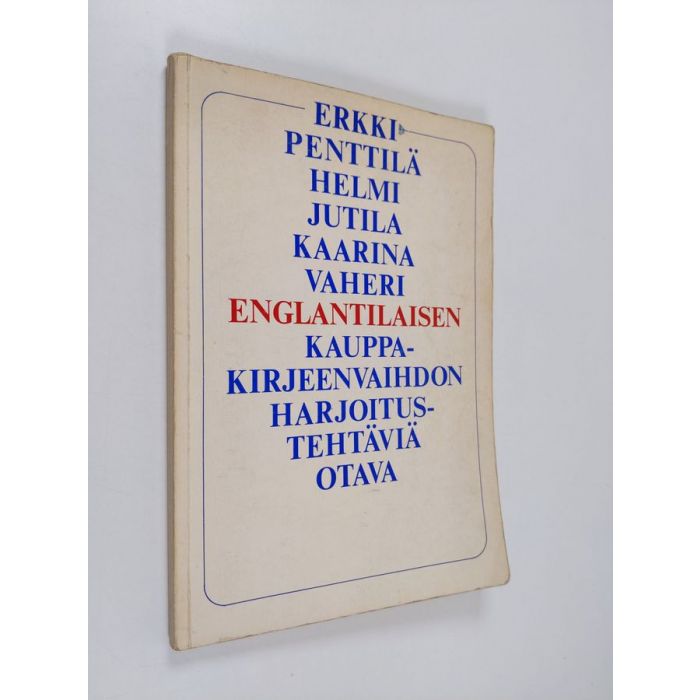 ERKKI
PENTTILÄ
HELMI
JUTILA
KAARINA
VAHERI
ENGLANTILAISEN
KAUPPA-
KIRJEENVAIHDON
HARJOITUS-
TEHTÄVIÄ
OTAVA